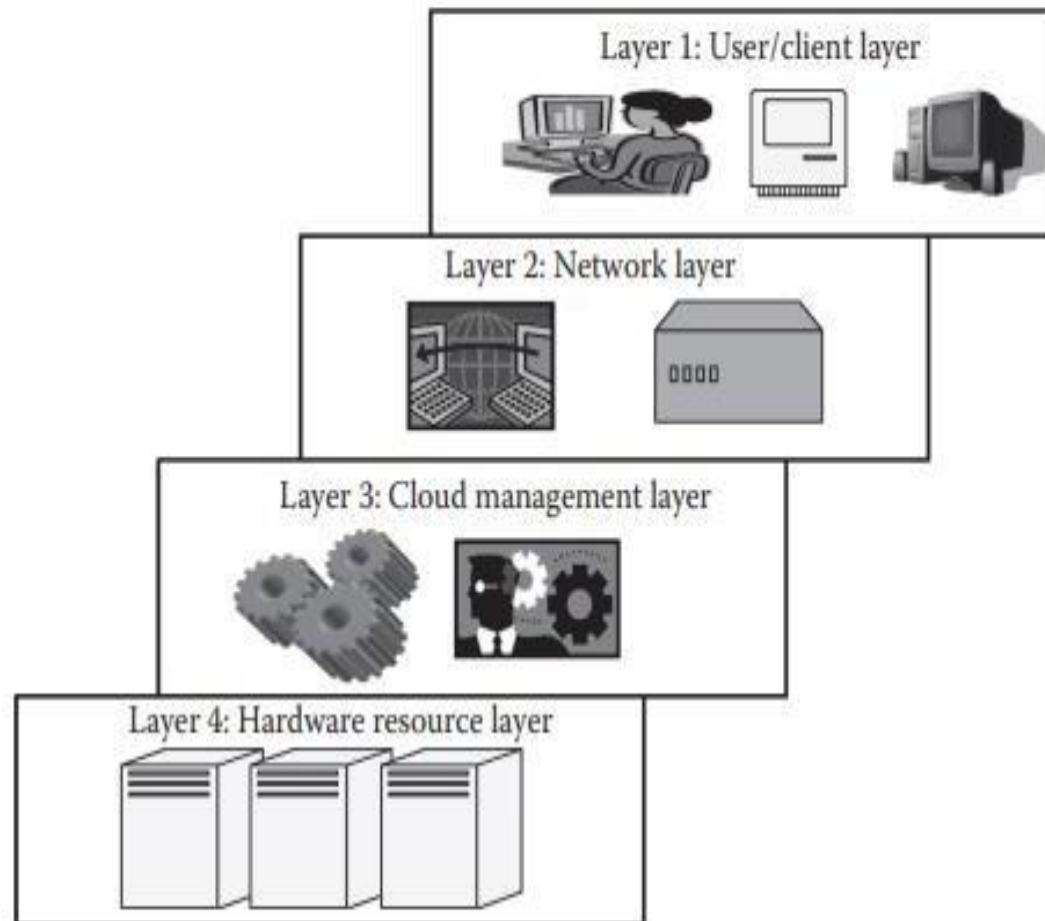 Layer 1: User/client layer
Layer 2: Network layer
Layer 3: Cloud management layer
Layer 4: Hardware resource layer